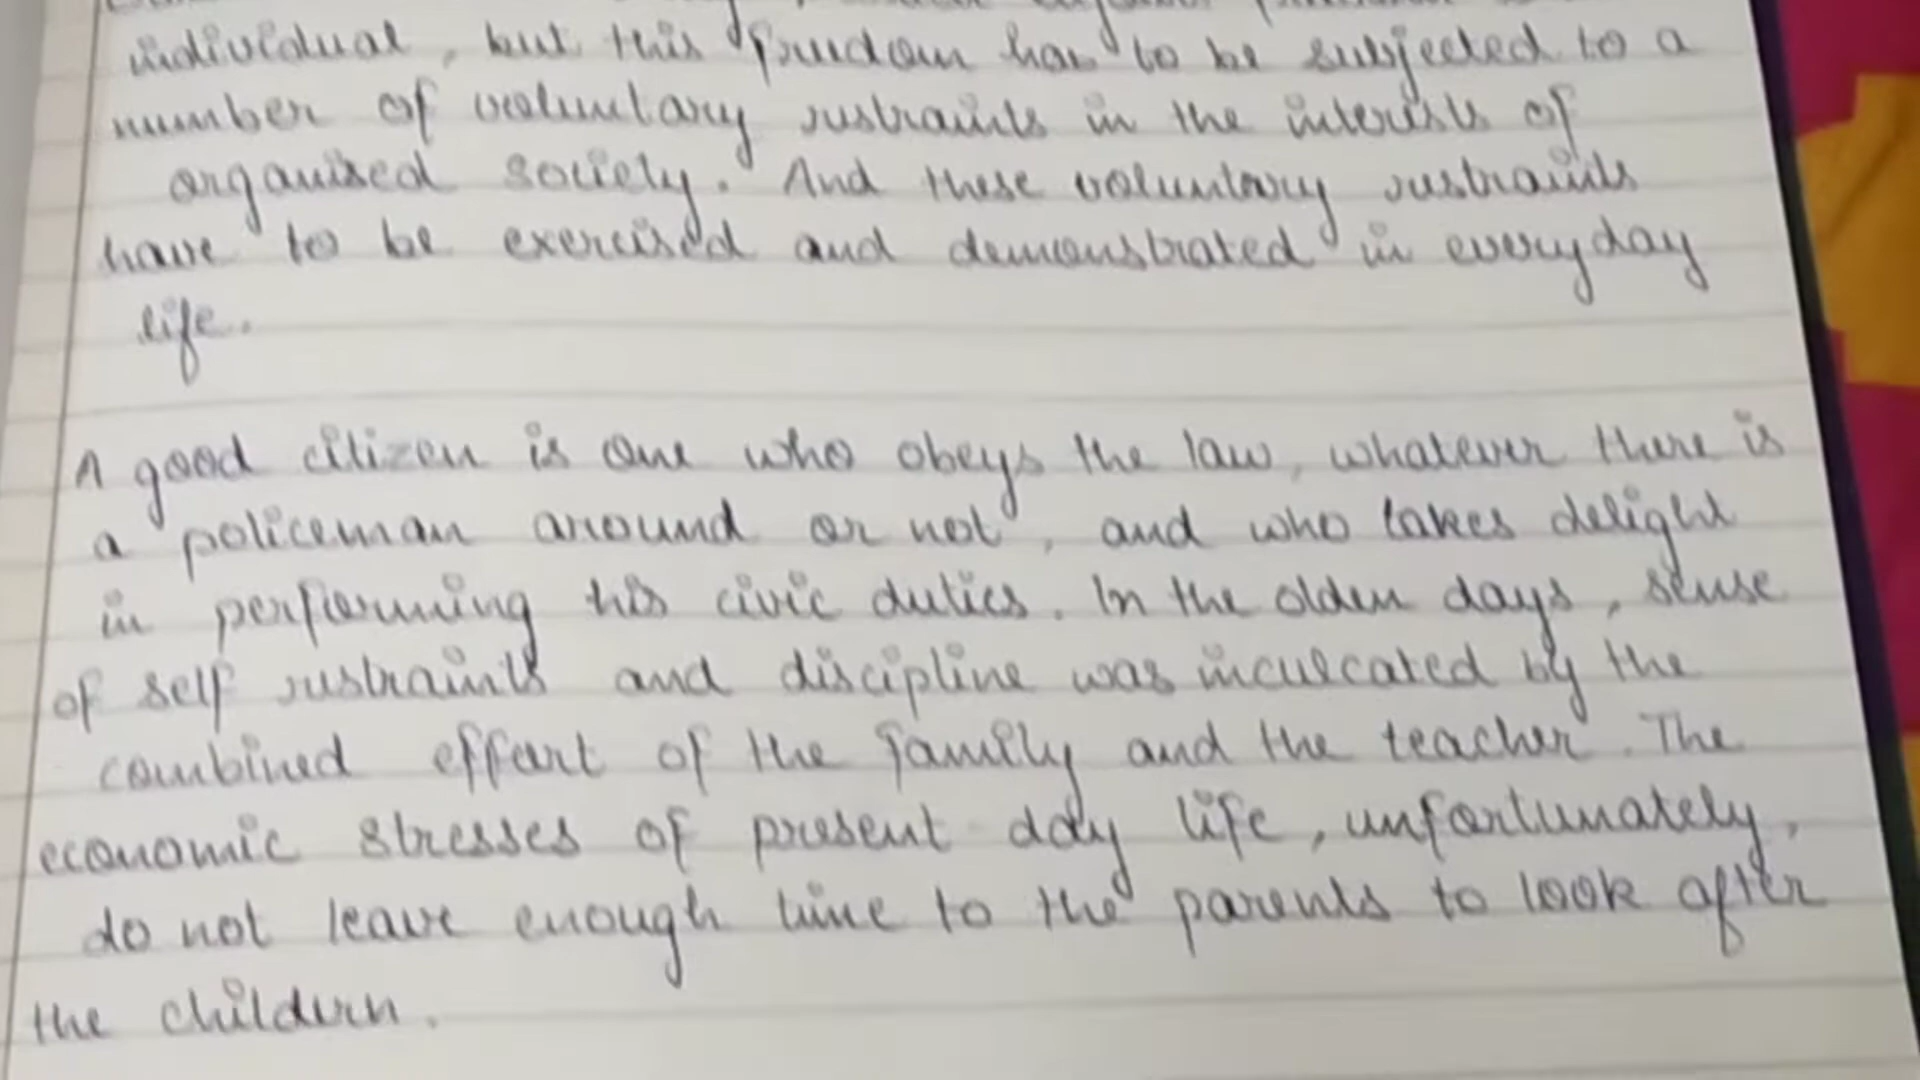 individual, but this freedom has to be subjected to a
number of voluntary restraints in the interests of
organised society. And these voluntary restraints
have to be exercised and demonstrated in everyday
life.
A good citizen is one who obeys the law, whatever there is
a policeman around or not, and who takes delight
in performing his civic duties. In the olden days, sense
of self restraints and discipline was inculcated by the
combined effort of the family and the teacher. The
economic stresses of present day life, unfortunately,
do not leave enough time to the parents to look after
the childern.